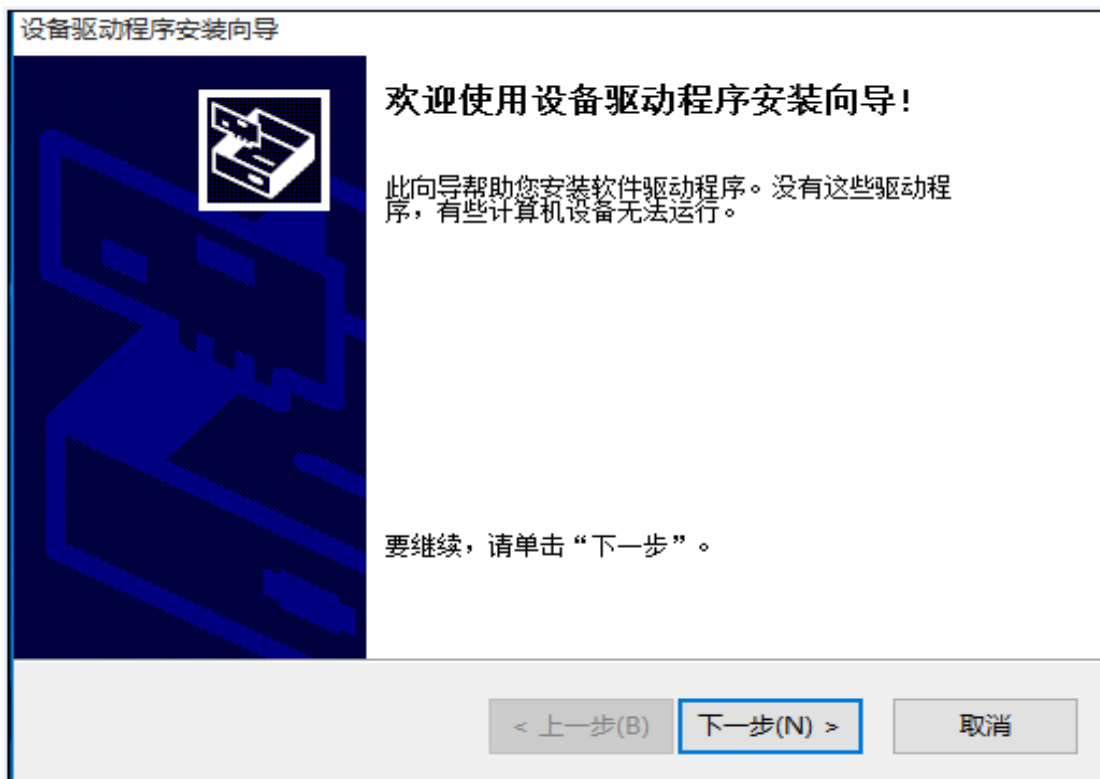 设备驱动程序安装向导
欢迎使用设备驱动程序安装向导!
此向导帮助您安装软件驱动程序。没有这些驱动程
序，有些计算机设备无法运行。
要继续，请单击“下一步”。
< 上一步(B)
下一步(N) >
取消